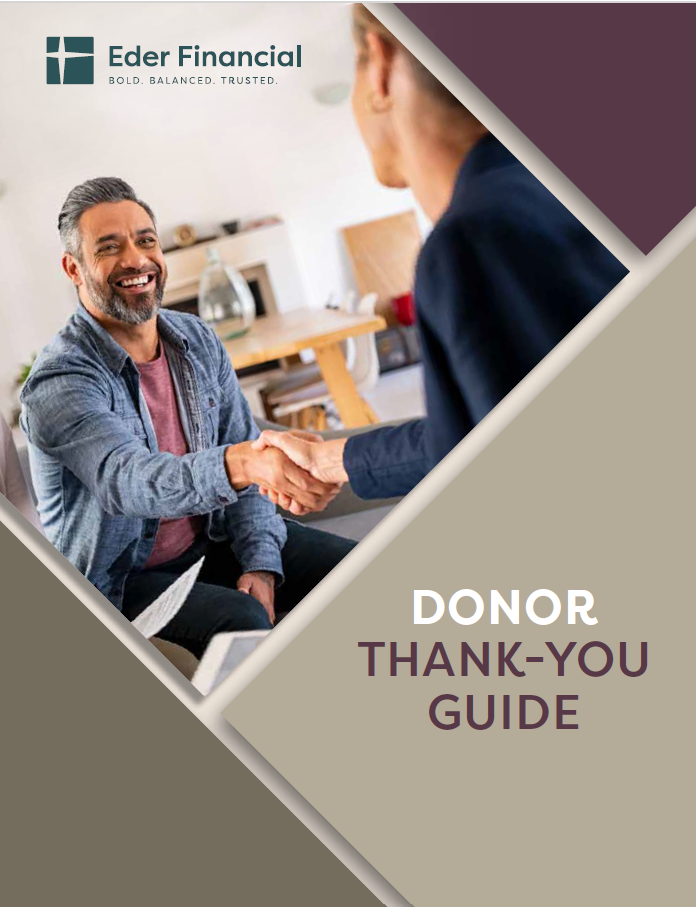 Eder Financial
BOLD. BALANCED. TRUSTED.
DONOR
THANK-YOU
GUIDE